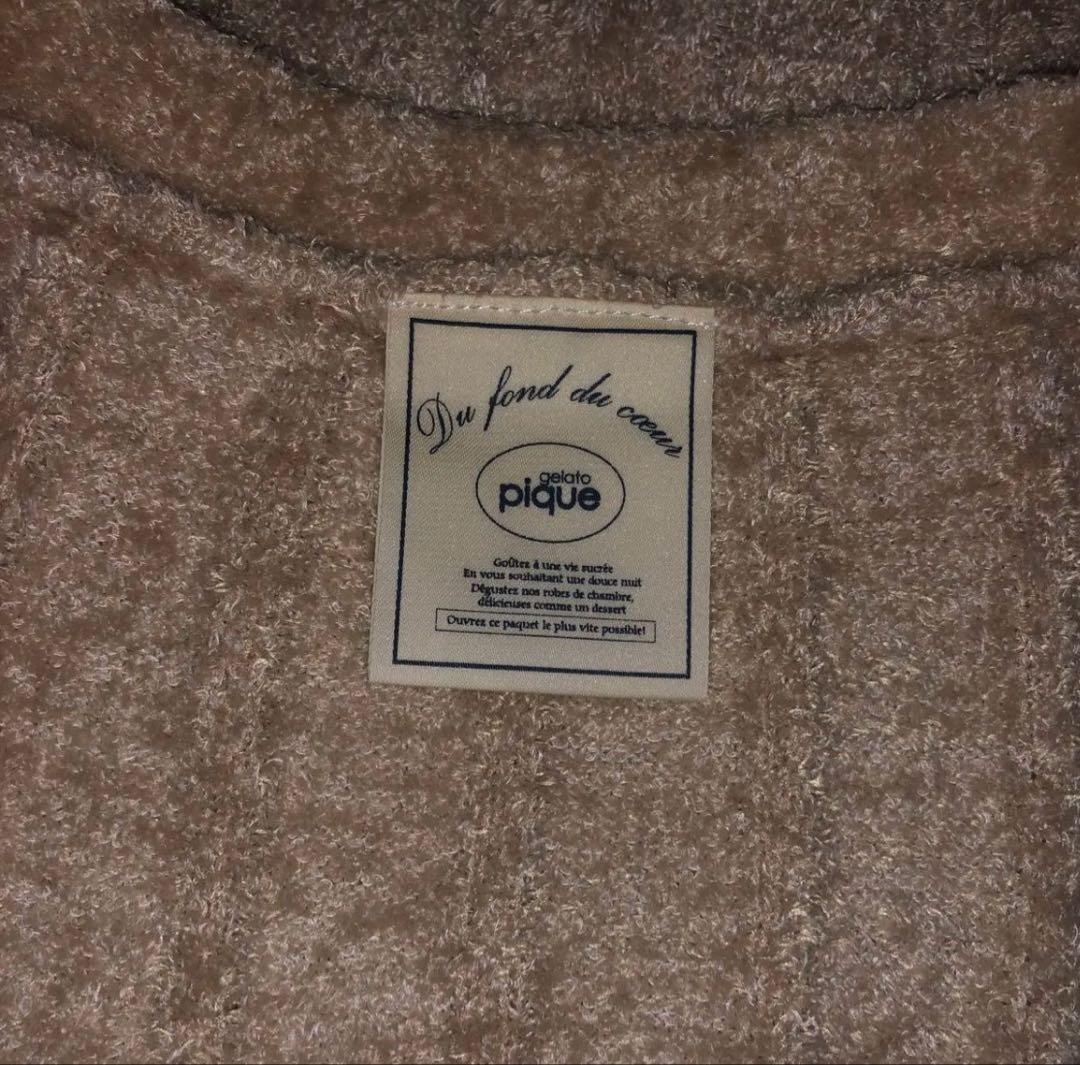 Du fond du cœur
gelato
pique
Goûtez à une vie sucrée
En vous souhaitant une douce nuit
Dégustez nos robes de chambre,
délicieuses comme un dessert
Ouvrez ce paquet le plus vite possible!